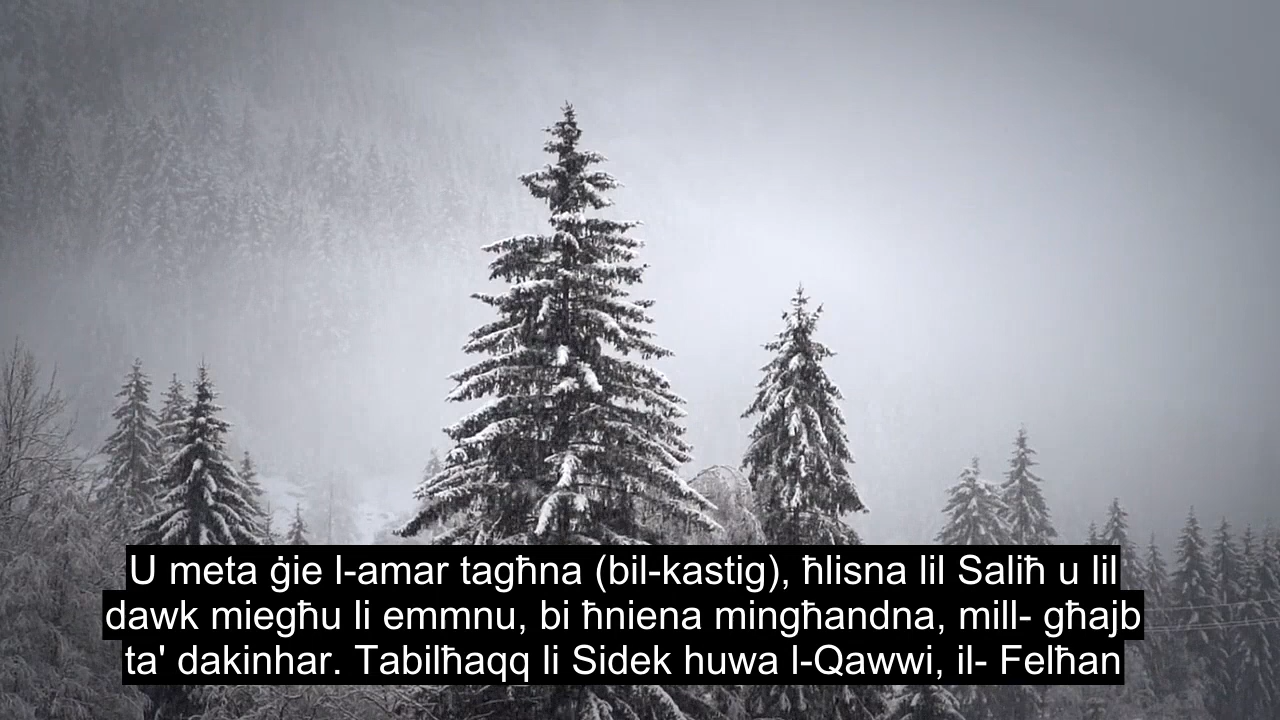 U meta ġie l-amar tagħna (bil-kastig), ħlisna lil Saliħ u lil
dawk miegħu li emmnu, bi ħniena mingħandna, mill- għajb
ta' dakinhar. Tabilħaqq li Sidek huwa l-Qawwi, il- Felħan